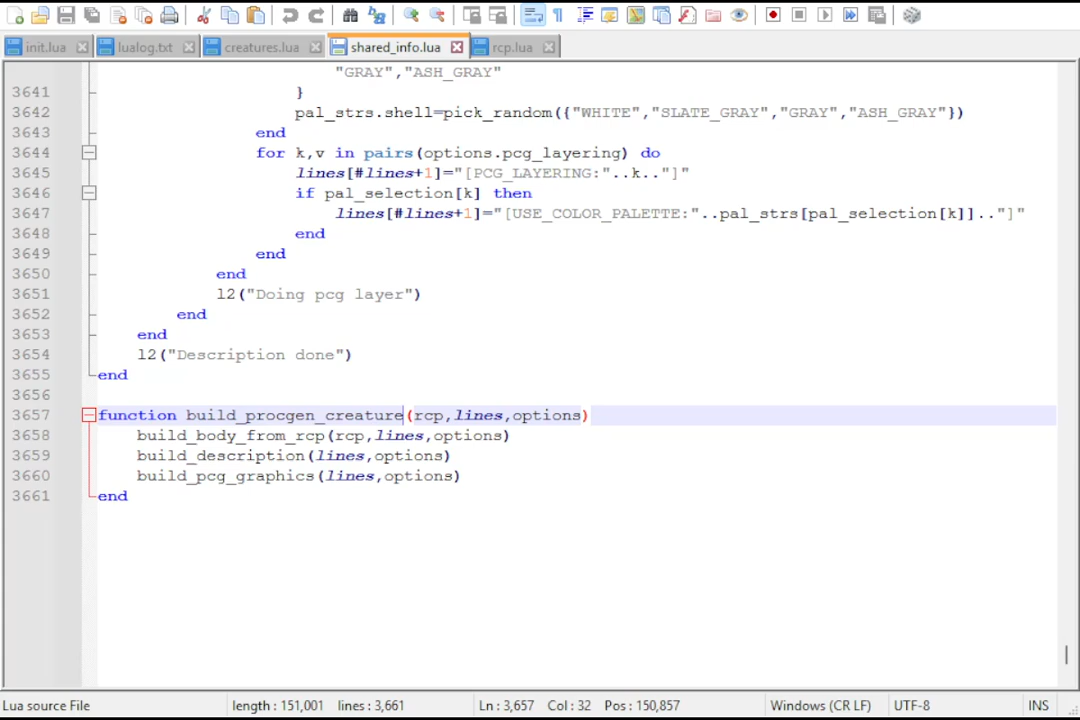 init.lua lualog.txt creatures.lua shared_info.lua rcp.lua
"GRAY","ASH_GRAY"
3641 }
3642 pal_strs.shell=pick_random({"WHITE","SLATE_GRAY","GRAY","ASH_GRAY"})
3643 end
3644 for k,v in pairs(options.pcg_layering) do
3645 lines[#lines+1]="[PCG_LAYERING:"..k.."]"
3646 if pal_selection[k] then
3647 lines[#lines+1]="[USE_COLOR_PALETTE:"..pal_strs[pal_selection[k]].."]"
3648 end
3649 end
3650 end
3651 l2("Doing pcg layer")
3652 end
3653 end
3654 l2("Description done")
3655 end
3656
3657 function build_procgen_creature(rcp,lines,options)
3658 build_body_from_rcp(rcp,lines,options)
3659 build_description(lines,options)
3660 build_pcg_graphics(lines,options)
3661 end
Lua source File length : 151,001 lines : 3,661 Ln : 3,657 Col : 32 Pos : 150,857 Windows (CR LF) UTF-8 INS